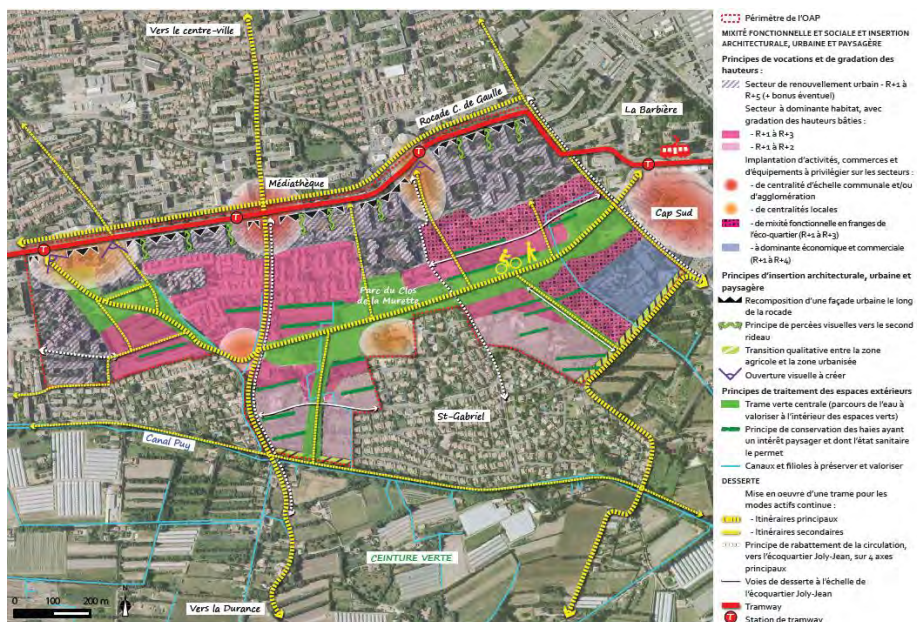 Vers le centre-ville
Rocade C. de Gaulle
La Barbière
T
T
Médiathèque
T
Cap Sud
T
Parc du Clos
de la Murette
St-Gabriel
Canal Puy
CEINTURE VERTE
0 100 200 m
N
Vers la Durance
Périmètre de l'OAP
MIXITÉ FONCTIONNELLE ET SOCIALE ET INSERTION
ARCHITECTURALE, URBAINE ET PAYSAGÈRE
Principes de vocations et de gradation des
hauteurs :
Secteur de renouvellement urbain - R+1 à
R+5 (+ bonus éventuel)
Secteur à dominante habitat, avec
gradation des hauteurs bâties :
- R+1 à R+3
- R+1 à R+2
Implantation d'activités, commerces et
d'équipements à privilégier sur les secteurs :
- de centralité d'échelle communale et/ou
d'agglomération
- de centralités locales
- de mixité fonctionnelle en franges de
l'éco-quartier (R+1 à R+3)
- à dominante économique et commerciale
(R+1 à R+4)
Principes d'insertion architecturale, urbaine et
paysagère
Recomposition d'une façade urbaine le long
de la rocade
Principe de percées visuelles vers le second
rideau
Transition qualitative entre la zone
agricole et la zone urbanisée
Ouverture visuelle à créer
Principes de traitement des espaces extérieurs
Trame verte centrale (parcours de l'eau à
valoriser à l'intérieur des espaces verts)
Principe de conservation des haies ayant
un intérêt paysager et dont l'état sanitaire
le permet
Canaux et filioles à préserver et valoriser
DESSERTE
Mise en oeuvre d'une trame pour les
modes actifs continue :
- Itinéraires principaux
- Itinéraires secondaires
Principe de rabattement de la circulation,
vers l'écoquartier Joly-Jean, sur 4 axes
principaux
Voies de desserte à l'échelle de
l'écoquartier Joly-Jean
Tramway
T Station de tramway